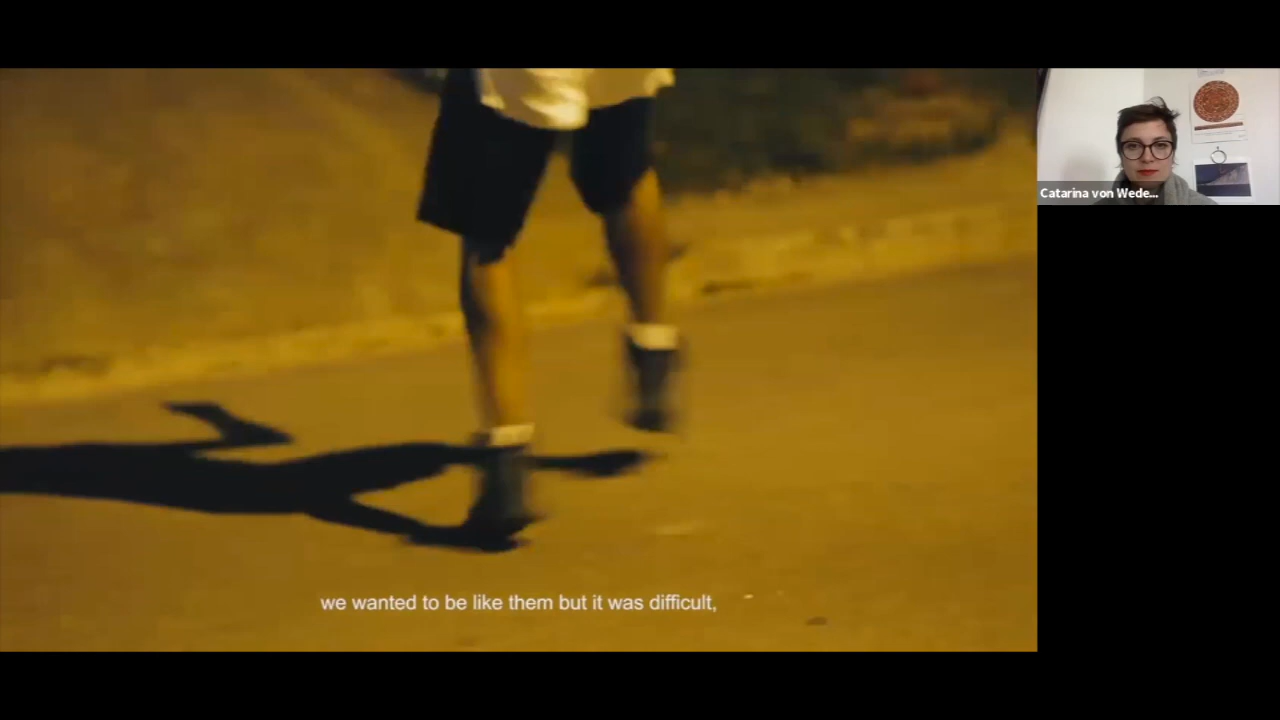 Catarina von Wede...
we wanted to be like them but it was difficult,